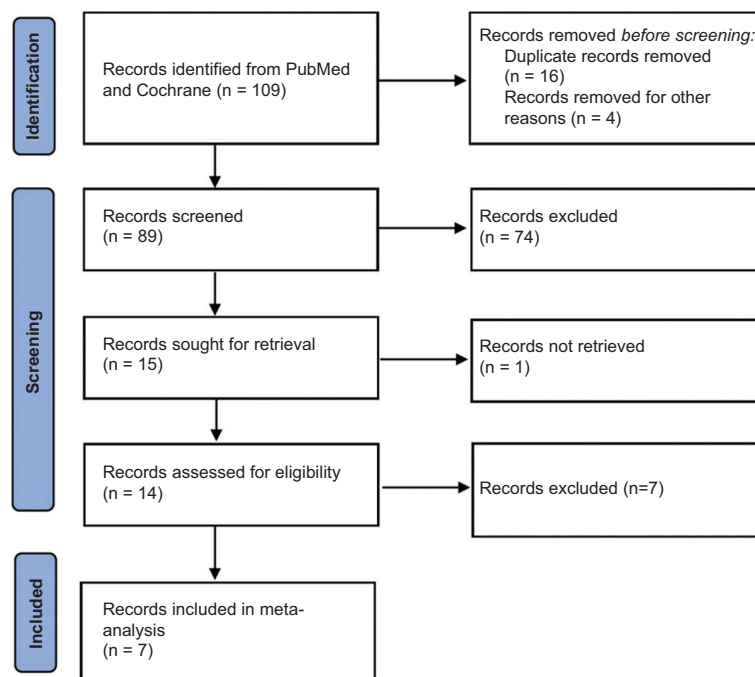 Identification
Records identified from PubMed
and Cochrane (n = 109)
Records removed before screening:
Duplicate records removed
(n = 16)
Records removed for other
reasons (n = 4)
Screening
Records screened
(n = 89)
Records excluded
(n = 74)
Records sought for retrieval
(n = 15)
Records not retrieved
(n = 1)
Records assessed for eligibility
(n = 14)
Records excluded (n=7)
Included
Records included in meta-
analysis
(n = 7)